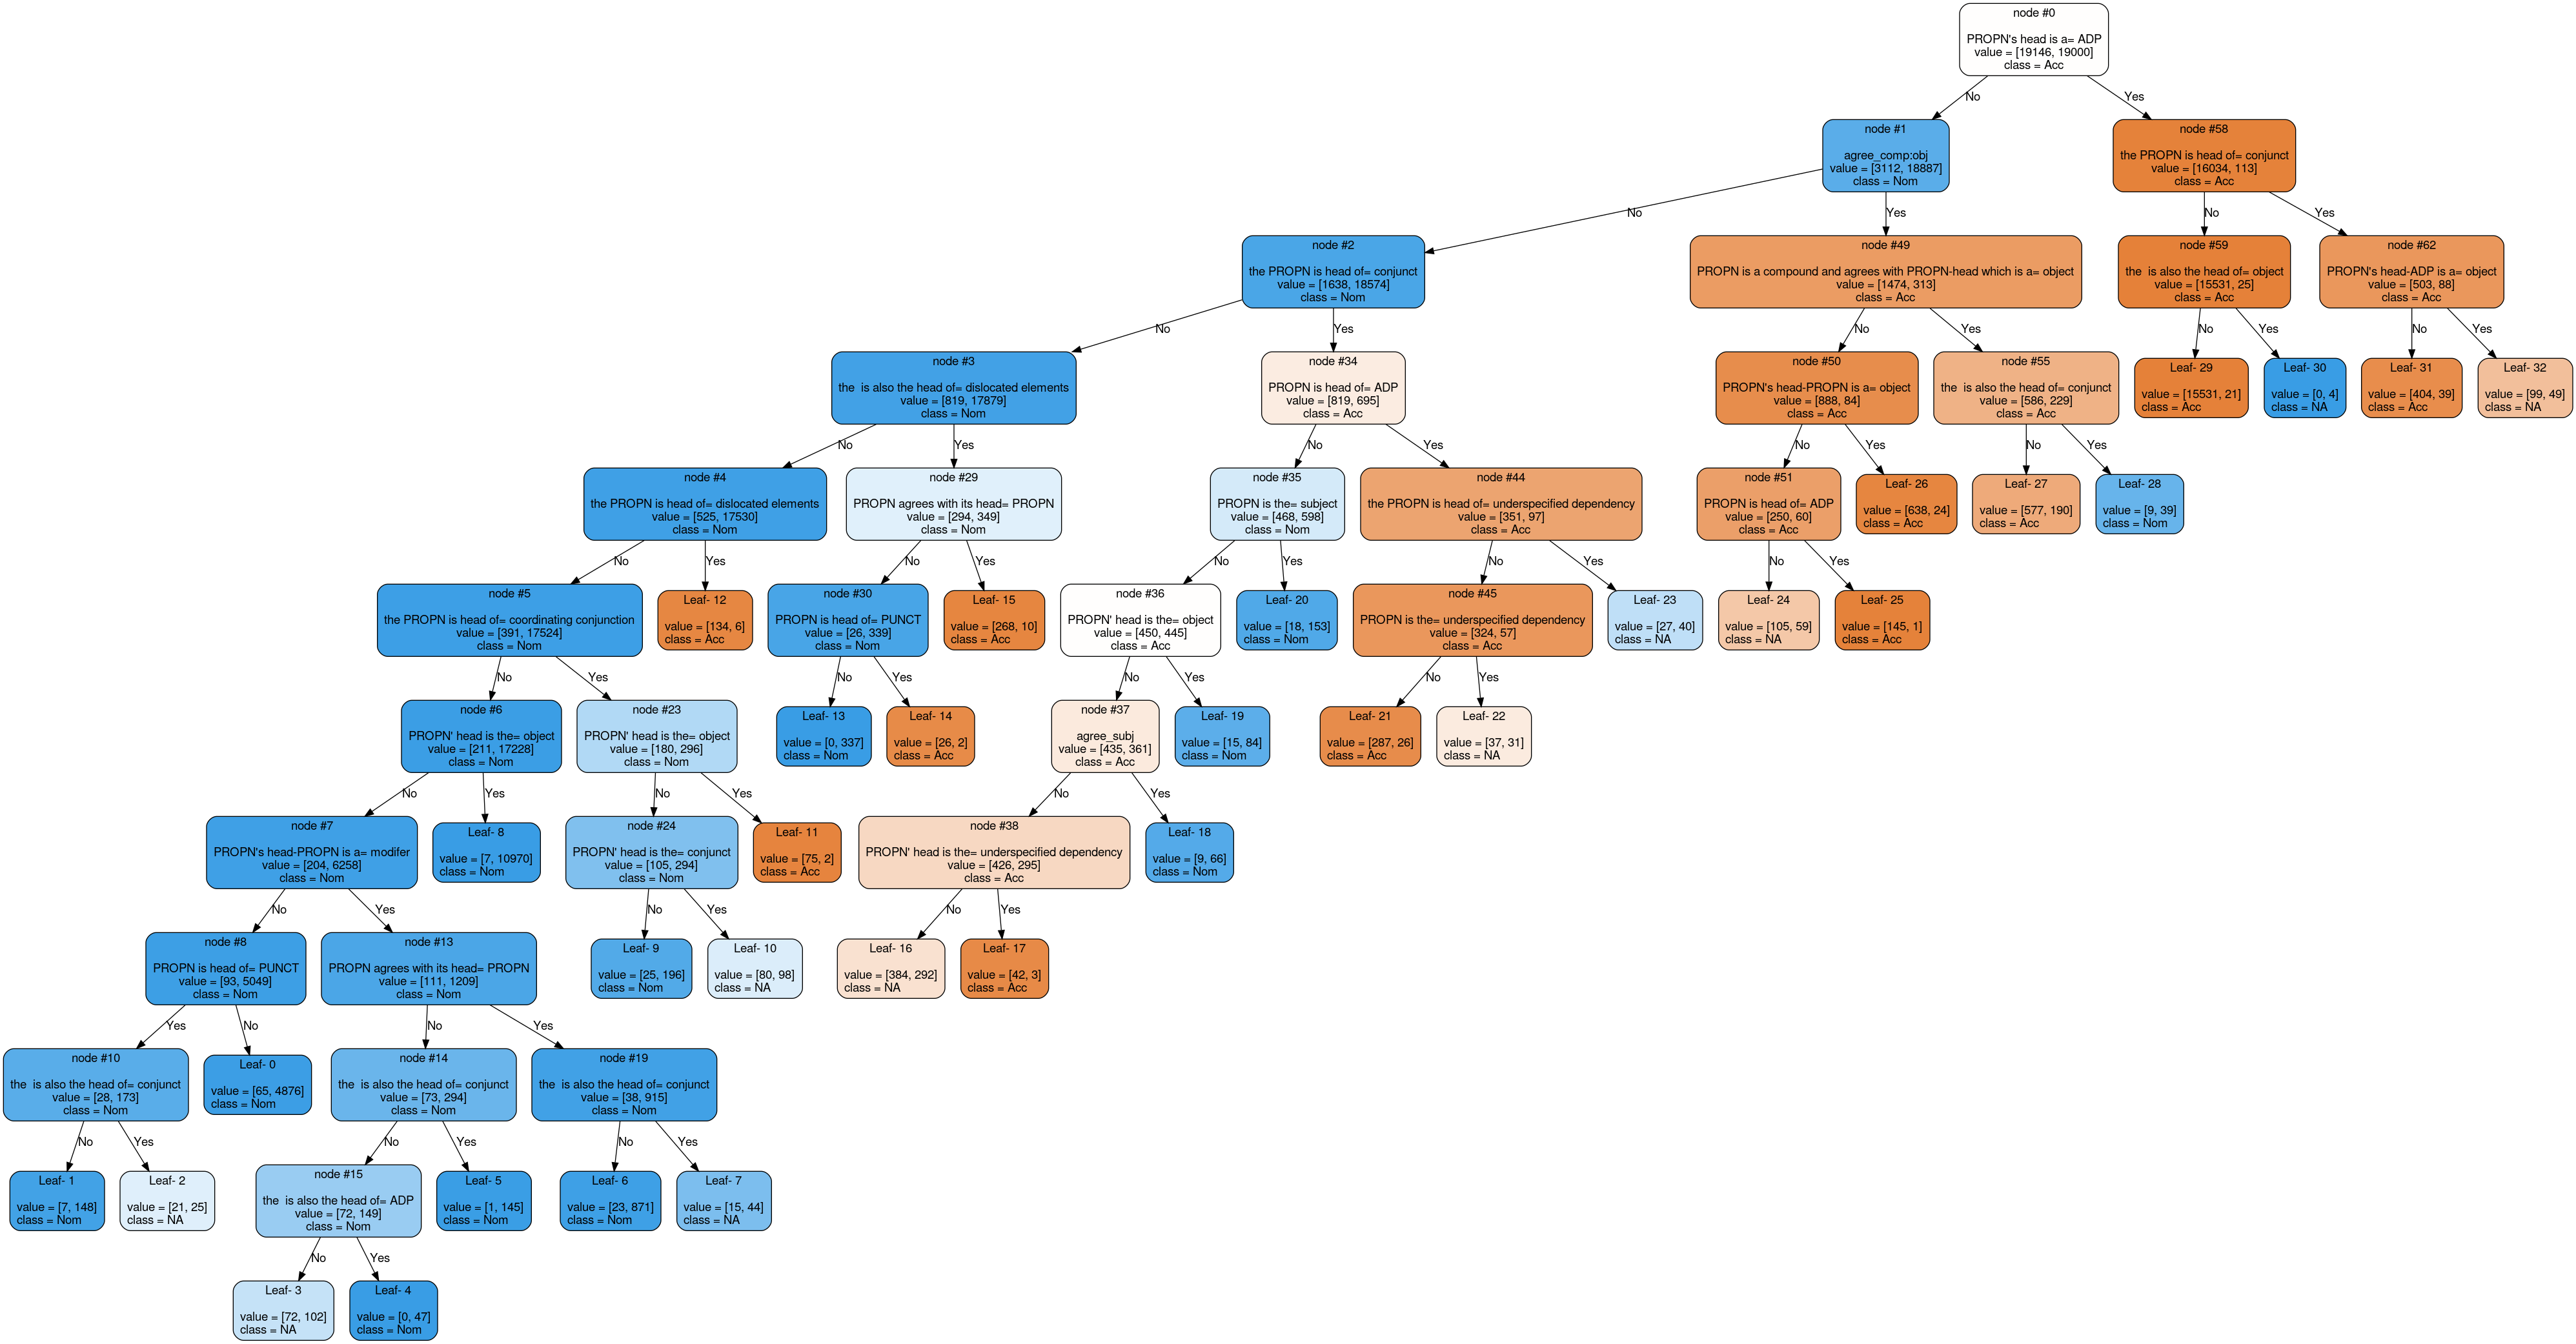 node #0
PROPN's head is a= ADP
value = [19146, 19000]
class = Acc
No
Yes
node #1
agree_comp:obj
value = [3112, 18887]
class = Nom
node #58
the PROPN is head of= conjunct
value = [16034, 113]
class = Acc
No
Yes
No
Yes
node #2
the PROPN is head of= conjunct
value = [1638, 18574]
class = Nom
node #49
PROPN is a compound and agrees with PROPN-head which is a= object
value = [1474, 313]
class = Acc
node #59
the  is also the head of= object
value = [15531, 25]
class = Acc
node #62
PROPN's head-ADP is a= object
value = [503, 88]
class = Acc
No
Yes
No
Yes
No
Yes
No
Yes
node #3
the  is also the head of= dislocated elements
value = [819, 17879]
class = Nom
node #34
PROPN is head of= ADP
value = [819, 695]
class = Acc
node #50
PROPN's head-PROPN is a= object
value = [888, 84]
class = Acc
node #55
the  is also the head of= conjunct
value = [586, 229]
class = Acc
Leaf- 29
value = [15531, 21]
class = Acc
Leaf- 30
value = [0, 4]
class = NA
Leaf- 31
value = [404, 39]
class = Acc
Leaf- 32
value = [99, 49]
class = NA
No
Yes
No
Yes
No
Yes
No
Yes
node #4
the PROPN is head of= dislocated elements
value = [525, 17530]
class = Nom
node #29
PROPN agrees with its head= PROPN
value = [294, 349]
class = Nom
node #35
PROPN is the= subject
value = [468, 598]
class = Nom
node #44
the PROPN is head of= underspecified dependency
value = [351, 97]
class = Acc
node #51
PROPN is head of= ADP
value = [250, 60]
class = Acc
Leaf- 26
value = [638, 24]
class = Acc
Leaf- 27
value = [577, 190]
class = Acc
Leaf- 28
value = [9, 39]
class = Nom
No
Yes
No
Yes
No
Yes
No
Yes
No
Yes
node #5
the PROPN is head of= coordinating conjunction
value = [391, 17524]
class = Nom
Leaf- 12
value = [134, 6]
class = Acc
node #30
PROPN is head of= PUNCT
value = [26, 339]
class = Nom
Leaf- 15
value = [268, 10]
class = Acc
node #36
PROPN' head is the= object
value = [450, 445]
class = Acc
Leaf- 20
value = [18, 153]
class = Nom
node #45
PROPN is the= underspecified dependency
value = [324, 57]
class = Acc
Leaf- 23
value = [27, 40]
class = NA
Leaf- 24
value = [105, 59]
class = NA
Leaf- 25
value = [145, 1]
class = Acc
No
Yes
No
Yes
No
Yes
No
Yes
node #6
PROPN' head is the= object
value = [211, 17228]
class = Nom
node #23
PROPN' head is the= object
value = [180, 296]
class = Nom
Leaf- 13
value = [0, 337]
class = Nom
Leaf- 14
value = [26, 2]
class = Acc
node #37
agree_subj
value = [435, 361]
class = Acc
Leaf- 19
value = [15, 84]
class = Nom
Leaf- 21
value = [287, 26]
class = Acc
Leaf- 22
value = [37, 31]
class = NA
No
Yes
No
Yes
No
Yes
node #7
PROPN's head-PROPN is a= modifer
value = [204, 6258]
class = Nom
Leaf- 8
value = [7, 10970]
class = Nom
node #24
PROPN' head is the= conjunct
value = [105, 294]
class = Nom
Leaf- 11
value = [75, 2]
class = Acc
node #38
PROPN' head is the= underspecified dependency
value = [426, 295]
class = Acc
Leaf- 18
value = [9, 66]
class = Nom
No
Yes
No
Yes
No
Yes
node #8
PROPN is head of= PUNCT
value = [93, 5049]
class = Nom
node #13
PROPN agrees with its head= PROPN
value = [111, 1209]
class = Nom
Leaf- 9
value = [25, 196]
class = Nom
Leaf- 10
value = [80, 98]
class = NA
Leaf- 16
value = [384, 292]
class = NA
Leaf- 17
value = [42, 3]
class = Acc
Yes
No
No
Yes
node #10
the  is also the head of= conjunct
value = [28, 173]
class = Nom
Leaf- 0
value = [65, 4876]
class = Nom
node #14
the  is also the head of= conjunct
value = [73, 294]
class = Nom
node #19
the  is also the head of= conjunct
value = [38, 915]
class = Nom
No
Yes
No
Yes
No
Yes
Leaf- 1
value = [7, 148]
class = Nom
Leaf- 2
value = [21, 25]
class = NA
node #15
the  is also the head of= ADP
value = [72, 149]
class = Nom
Leaf- 5
value = [1, 145]
class = Nom
Leaf- 6
value = [23, 871]
class = Nom
Leaf- 7
value = [15, 44]
class = NA
No
Yes
Leaf- 3
value = [72, 102]
class = NA
Leaf- 4
value = [0, 47]
class = Nom